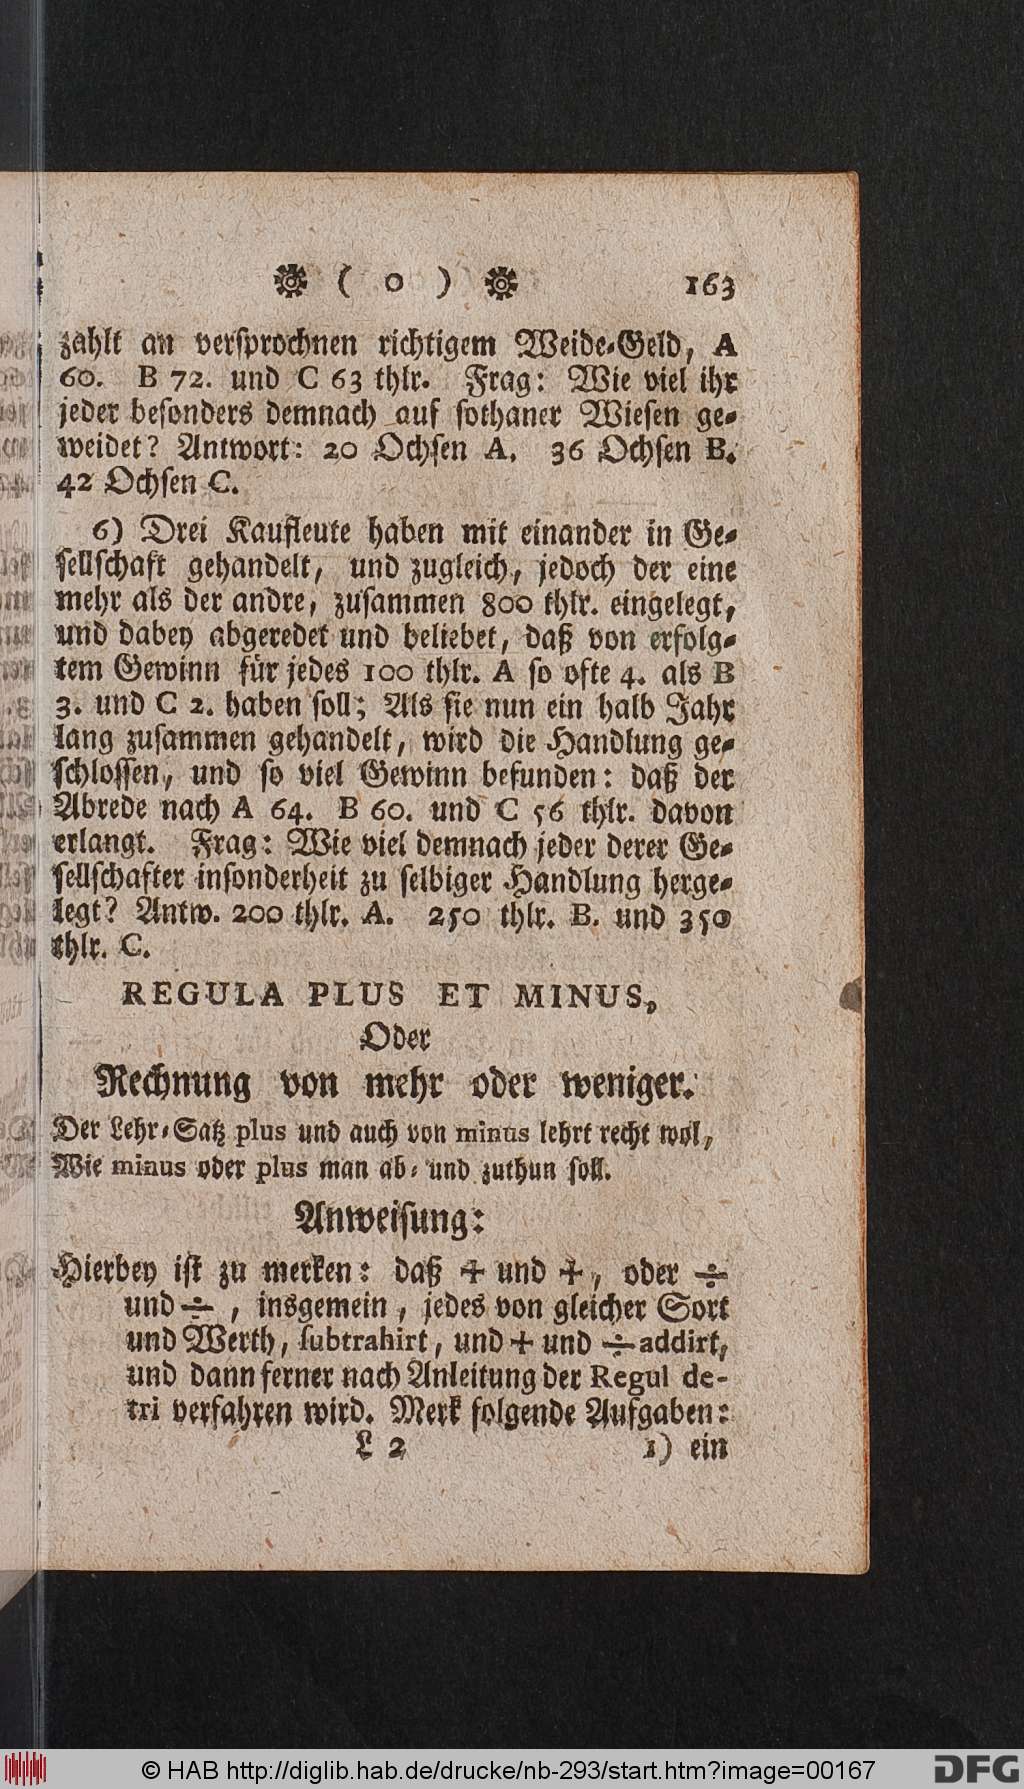 ( 0 ) 163
zahlt an versprochnen richtigem Weide-Geld, A
60. B 72. und C 63 thlr. Frag: Wie viel ihr
jeder besonders demnach auf sothaner Wiesen ge-
weidet? Antwort: 20 Ochsen A. 36 Ochsen B.
42 Ochsen C.
6) Drei Kaufleute haben mit einander in Ge-
sellschaft gehandelt, und zugleich, jedoch der eine
mehr als der andre, zusammen 800 thlr. eingelegt,
und dabey abgeredet und beliebet, daß von erfolg-
tem Gewinn für jedes 100 thlr. A so ofte 4. als B
3. und C 2. haben soll; Als sie nun ein halb Jahr
lang zusammen gehandelt, wird die Handlung ge-
schlossen, und so viel Gewinn befunden: daß der
Abrede nach A 64. B 60. und C 56 thlr. davon
erlangt. Frag: Wie viel demnach jeder derer Ge-
sellschafter insonderheit zu selbiger Handlung herge-
legt? Antw. 200 thlr. A. 250 thlr. B. und 350
thlr. C.
REGULA PLUS ET MINUS,
Oder
Rechnung von mehr oder weniger.
Der Lehr-Satz plus und auch von minus lehrt recht wol,
Wie minus oder plus man ab- und zuthun soll.
Anweisung:
Hierbey ist zu merken: daß + und +, oder ÷
und ÷, insgemein, jedes von gleicher Sort
und Werth, subtrahirt, und + und ÷ addirt,
und dann ferner nach Anleitung der Regul de-
tri verfahren wird. Merk folgende Aufgaben:
L 2 1) ein
© HAB http://diglib.hab.de/drucke/nb-293/start.htm?image=00167
DFG